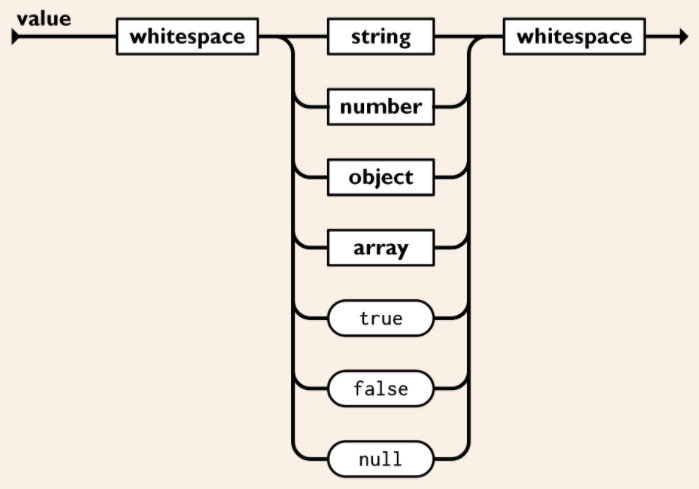 value
whitespace string whitespace
number
object
array
true
false
null